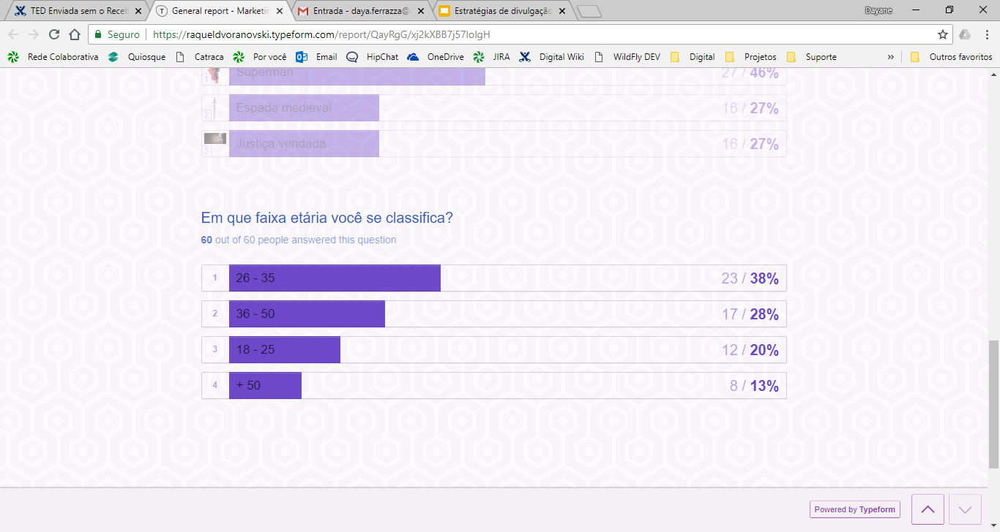 TED Enviada sem o Receb
General report - Marketin
Entrada - daya.ferrazza@
Estratégias de divulgação
Dayane
Seguro
https://raqueldvoranovski.typeform.com/report/QayRgG/xj2kXBB7j57IoIgH
Rede Colaborativa
Quiosque
Catraca
Por você
Email
HipChat
OneDrive
JIRA
Digital Wiki
WildFly DEV
Digital
Projetos
Suporte
»
Outros favoritos
1 Superman 27 / 46%
2 Espada medieval 16 / 27%
3 Justiça vendada 16 / 27%
Em que faixa etária você se classifica?
60 out of 60 people answered this question
1 26 - 35 23 / 38%
2 36 - 50 17 / 28%
3 18 - 25 12 / 20%
4 + 50 8 / 13%
Powered by Typeform